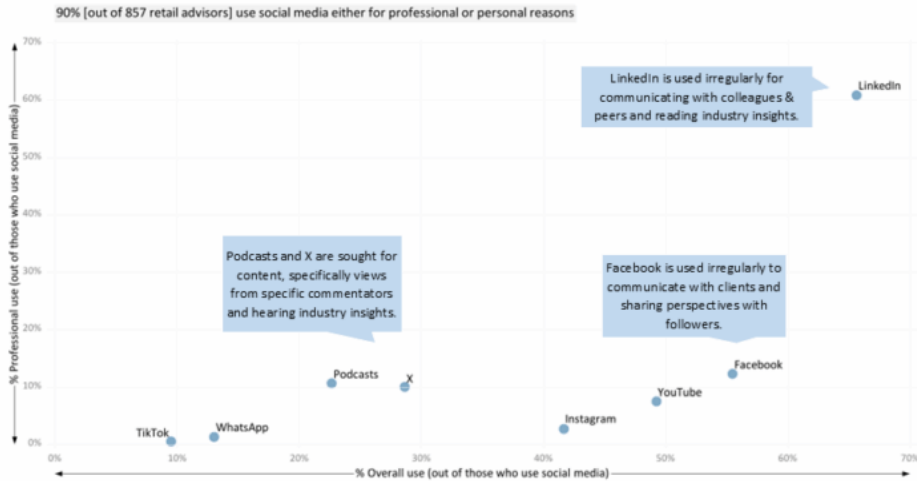 90% [out of 857 retail advisors] use social media either for professional or personal reasons
70%
60%
50%
40%
30%
20%
10%
0%
% Professional use (out of those who use social media)
LinkedIn is used irregularly for
communicating with colleagues &
peers and reading industry insights.
LinkedIn
Podcasts and X are sought for
content, specifically views
from specific commentators
and hearing industry insights.
Facebook is used irregularly to
communicate with clients and
sharing perspectives with
followers.
Podcasts
X
Facebook
YouTube
Instagram
TikTok
WhatsApp
0%
10%
20%
30%
40%
50%
60%
70%
% Overall use (out of those who use social media)